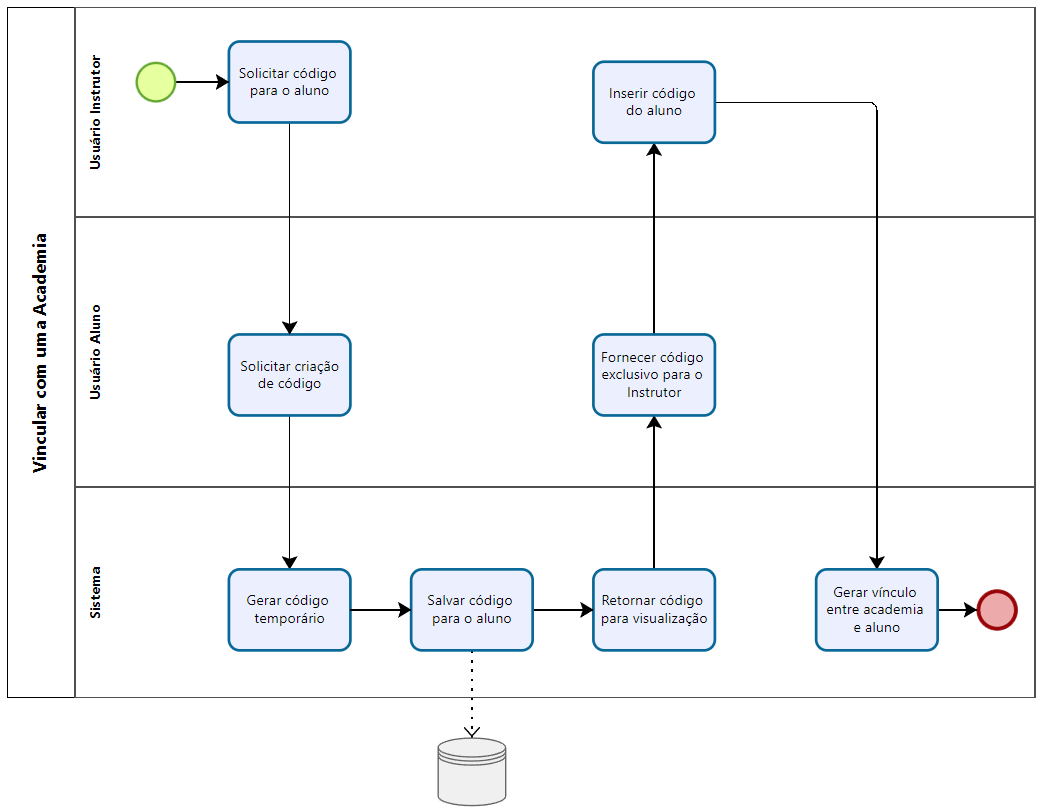 Vincular com uma Academia
Usuário Instrutor
Solicitar código
para o aluno
Inserir código
do aluno
Usuário Aluno
Solicitar criação
de código
Fornecer código
exclusivo para o
Instrutor
Sistema
Gerar código
temporário
Salvar código
para o aluno
Retornar código
para visualização
Gerar vínculo
entre academia
e aluno